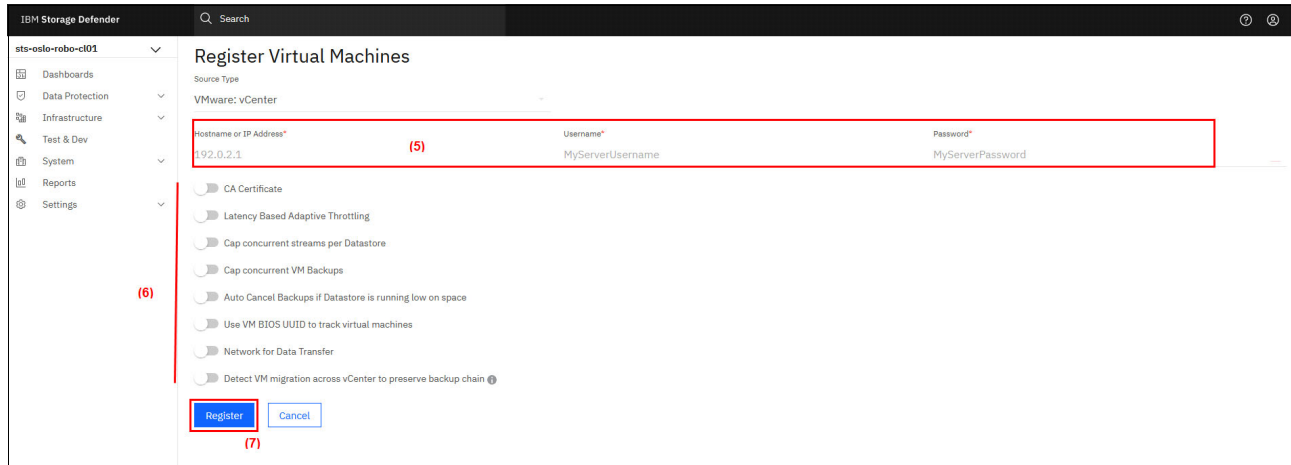 IBM Storage Defender
Search
sts-oslo-robo-cl01
Dashboards
Data Protection
Infrastructure
Test & Dev
System
Reports
Settings
Register Virtual Machines
Source Type
VMware: vCenter
Hostname or IP Address* Username* Password*
192.0.2.1 (5) MyServerUsername MyServerPassword
CA Certificate
Latency Based Adaptive Throttling
Cap concurrent streams per Datastore
Cap concurrent VM Backups
(6)
Auto Cancel Backups if Datastore is running low on space
Use VM BIOS UUID to track virtual machines
Network for Data Transfer
Detect VM migration across vCenter to preserve backup chain
Register Cancel
(7)